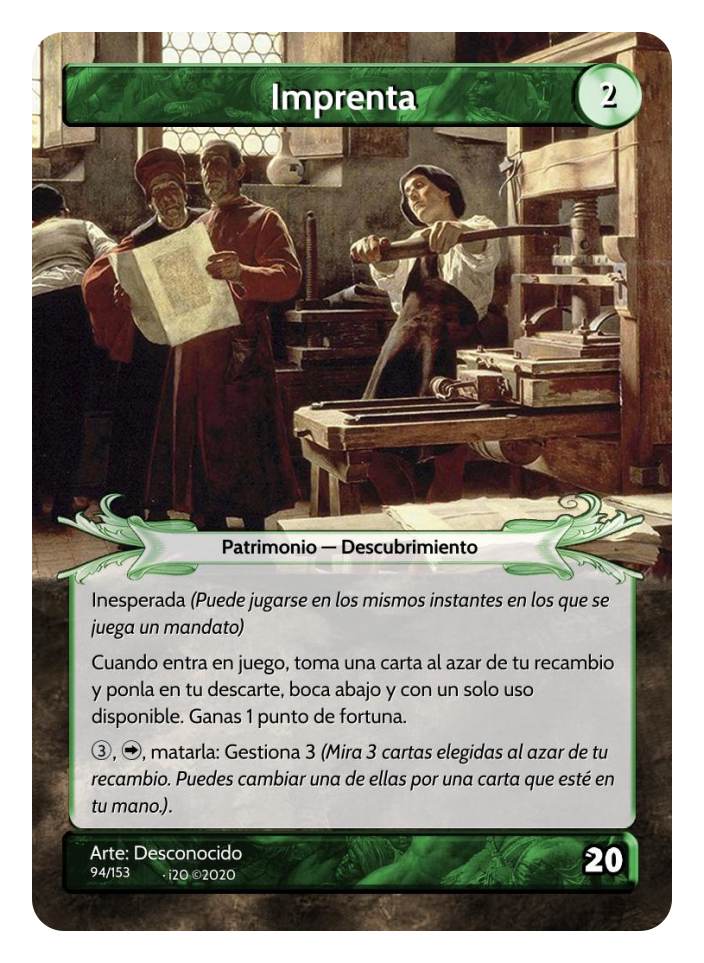 Imprenta
2
Patrimonio — Descubrimiento
Inesperada (Puede jugarse en los mismos instantes en los que se
juega un mandato)
Cuando entra en juego, toma una carta al azar de tu recambio
y ponla en tu descarte, boca abajo y con un solo uso
disponible. Ganas 1 punto de fortuna.
③, ➡, matarla: Gestiona 3 (Mira 3 cartas elegidas al azar de tu
recambio. Puedes cambiar una de ellas por una carta que esté en
tu mano.).
Arte: Desconocido
20
94/153 · i20 ©2020